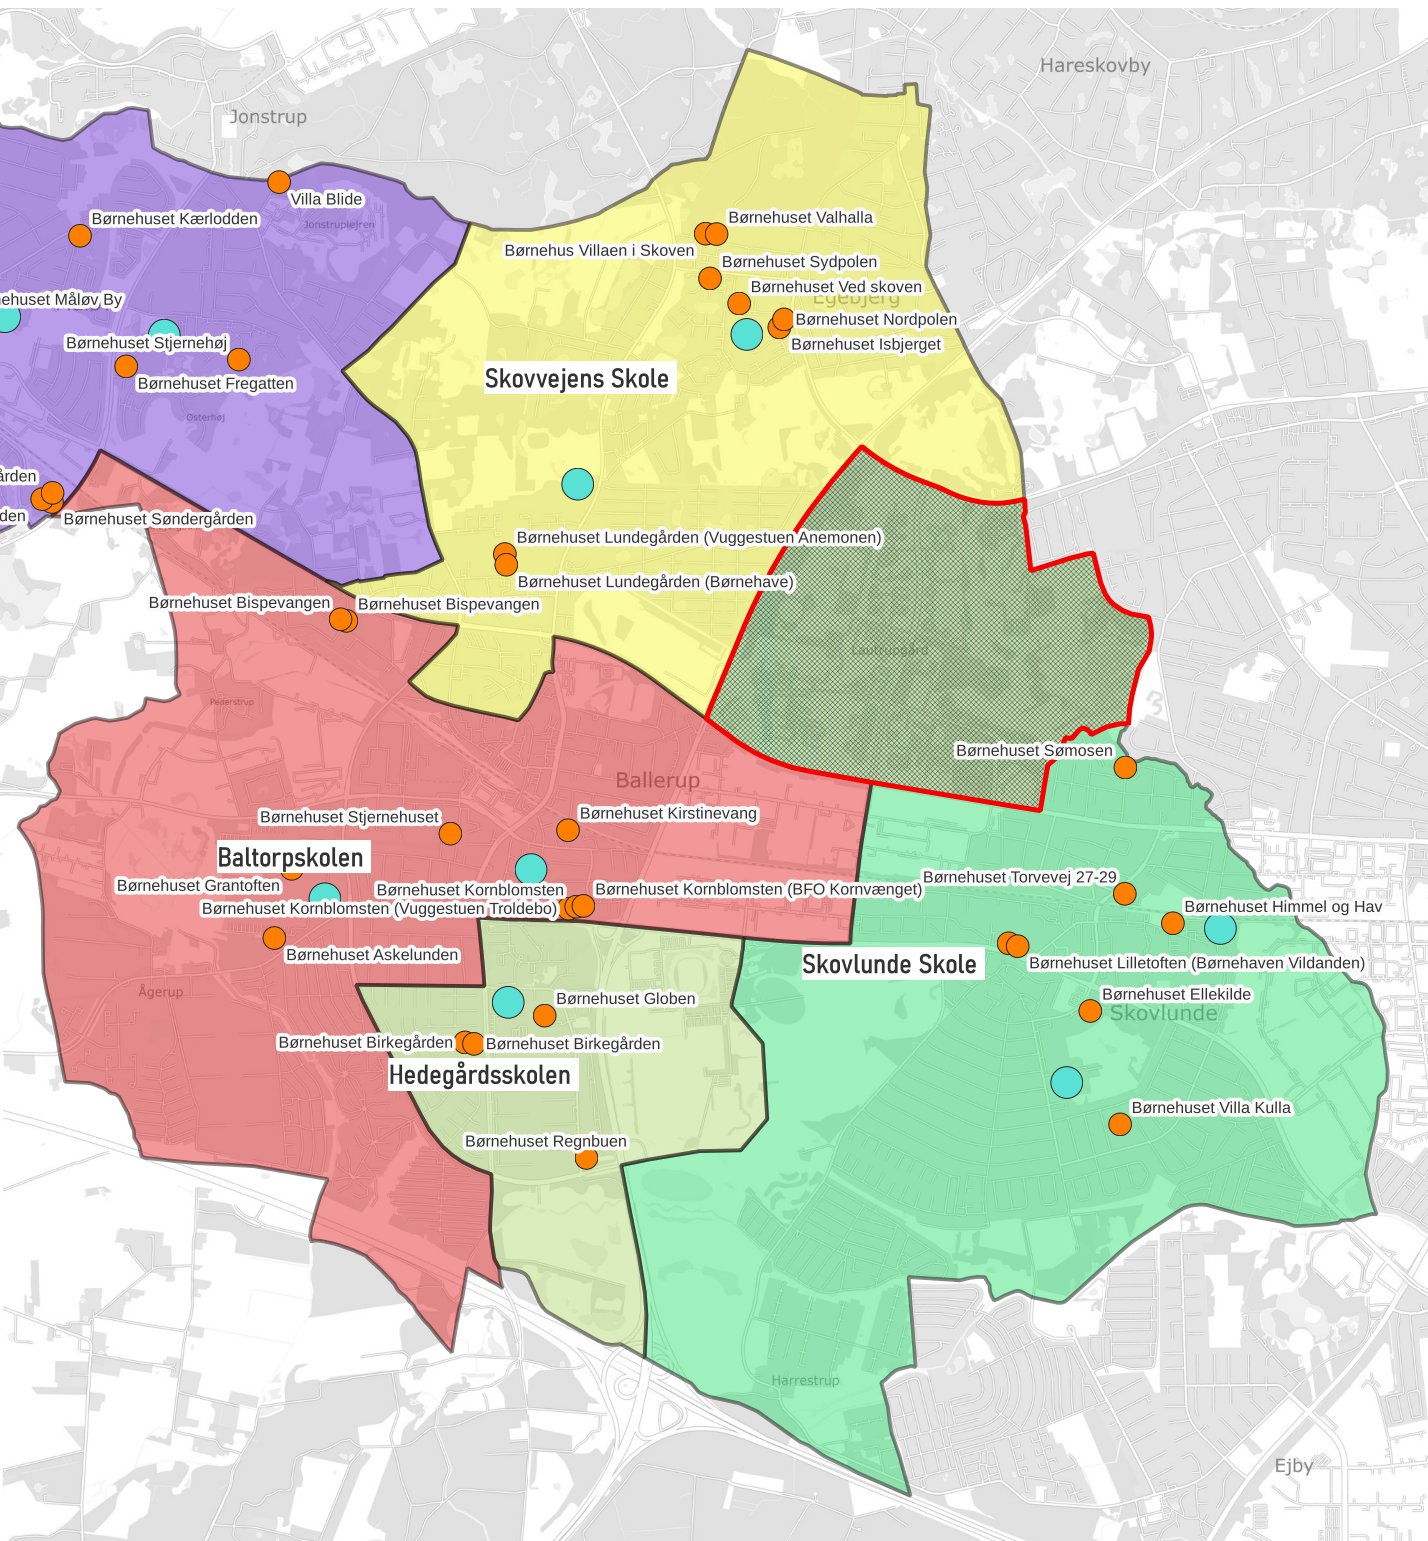 Hareskovby
Jonstrup
Villa Blide
Børnehuset Kærlodden
Børnehuset Valhalla
Jonstruplejren
Børnehus Villaen i Skoven
Børnehuset Sydpolen
Børnehuset Ved skoven
Egebjerg
nehuset Måløv By
Børnehuset Nordpolen
Børnehuset Stjernehøj
Børnehuset Isbjerget
Børnehuset Fregatten
Skovvejens Skole
Østerhøj
ården
den
Børnehuset Søndergården
Børnehuset Lundegården (Vuggestuen Anemonen)
Børnehuset Lundegården (Børnehave)
Børnehuset Bispevangen
Børnehuset Bispevangen
Lautrupgård
Pederstrup
Børnehuset Sømosen
Ballerup
Børnehuset Stjernehuset
Børnehuset Kirstinevang
Baltorpskolen
Børnehuset Torvevej 27-29
Børnehuset Grantoften
Børnehuset Kornblomsten
Børnehuset Kornblomsten (BFO Kornvænget)
Børnehuset Kornblomsten (Vuggestuen Troldebo)
Børnehuset Himmel og Hav
Børnehuset Askelunden
Skovlunde Skole
Børnehuset Lilletoften (Børnehaven Vildanden)
Ågerup
Børnehuset Globen
Børnehuset Ellekilde
Skovlunde
Børnehuset Birkegården
Børnehuset Birkegården
Hedegårdsskolen
Børnehuset Villa Kulla
Børnehuset Regnbuen
Harrestrup
Ejby